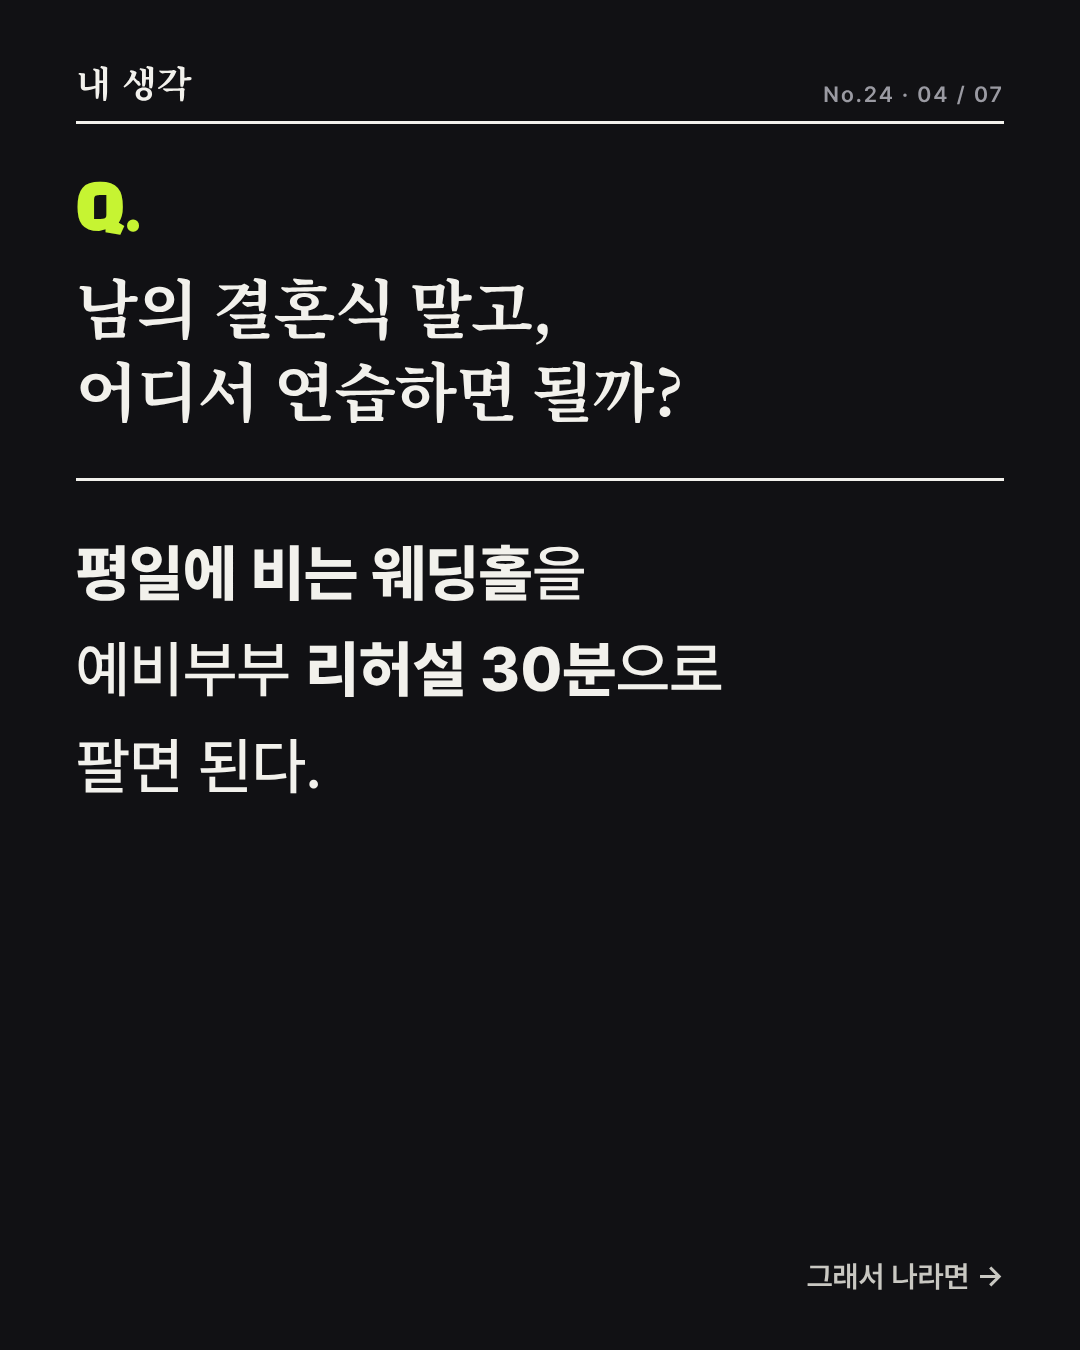 내 생각
No.24 · 04 / 07
Q.
남의 결혼식 말고,
어디서 연습하면 될까?
평일에 비는 웨딩홀을
예비부부 리허설 30분으로
팔면 된다.
그래서 나라면 →